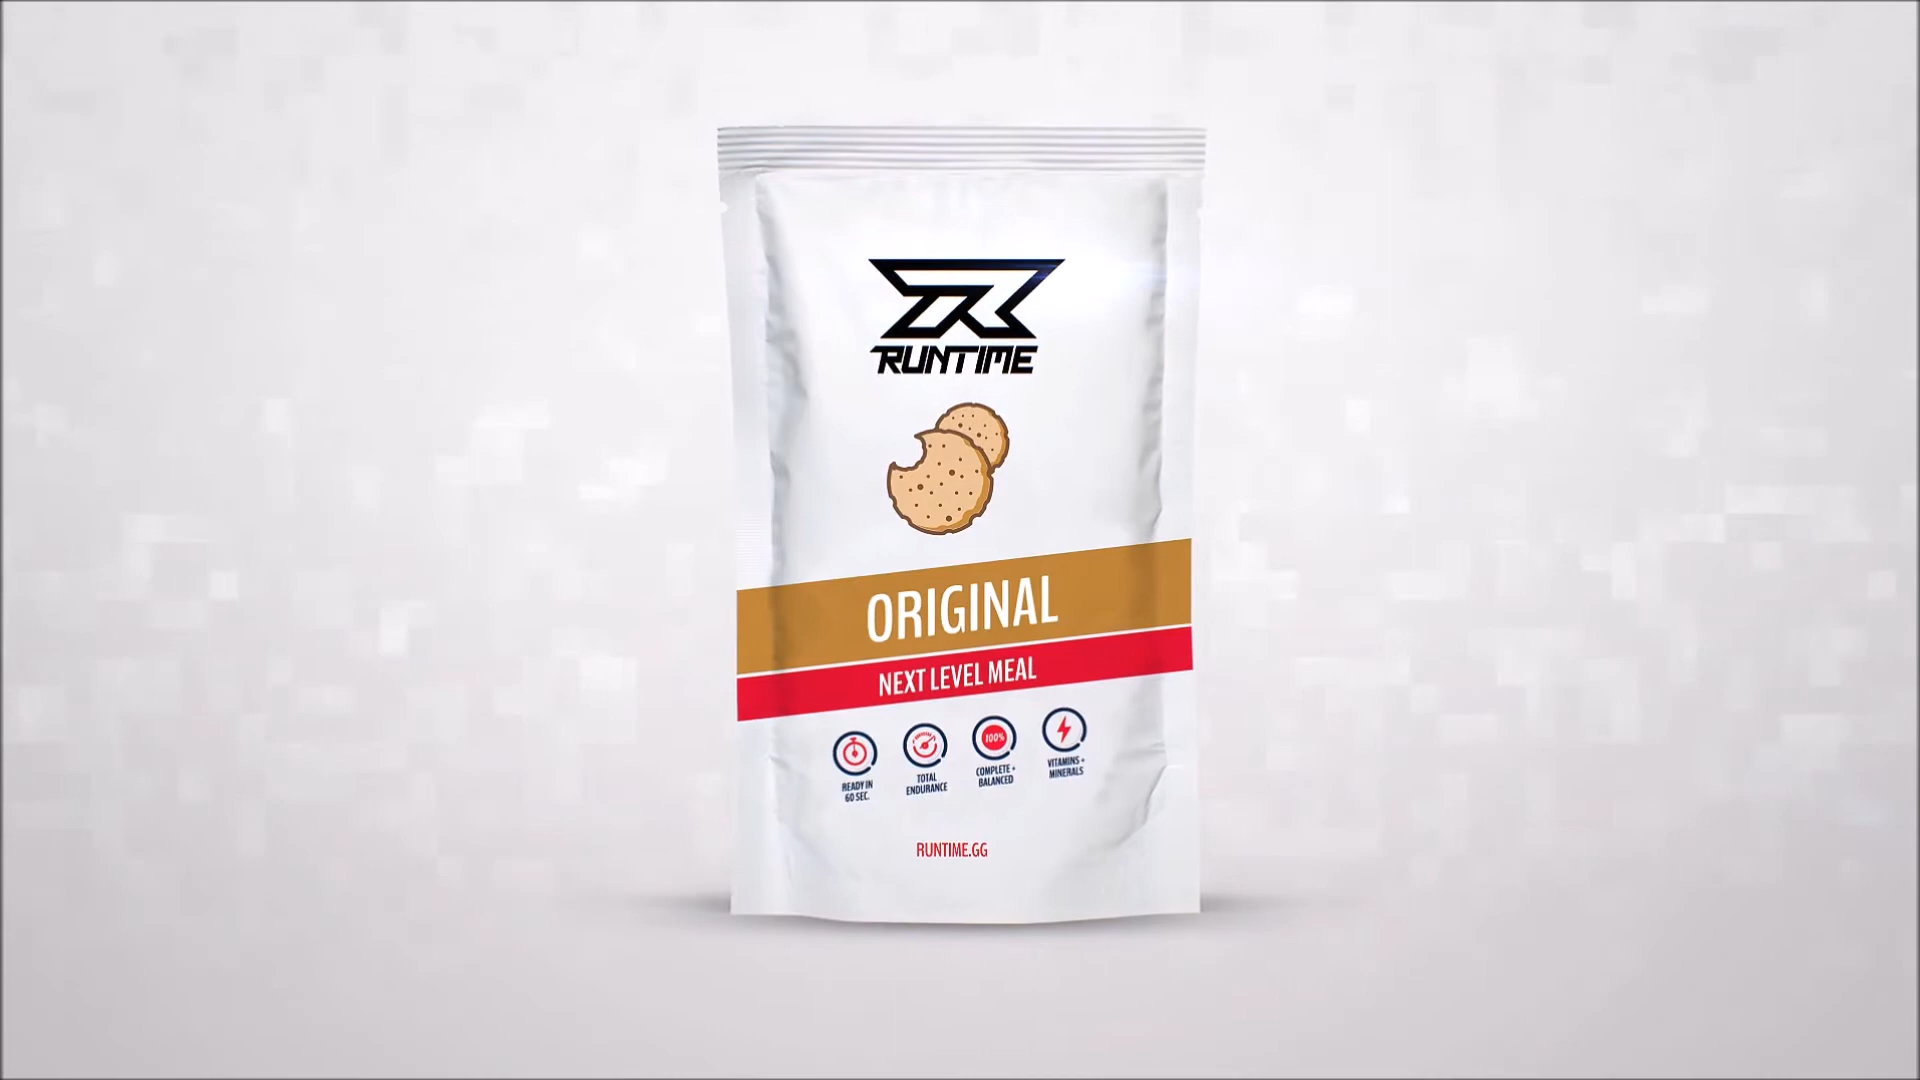 RUNTIME
ORIGINAL
NEXT LEVEL MEAL
READY IN
60 SEC.
TOTAL
ENDURANCE
100%
COMPLETE +
BALANCED
VITAMINS +
MINERALS
RUNTIME.GG